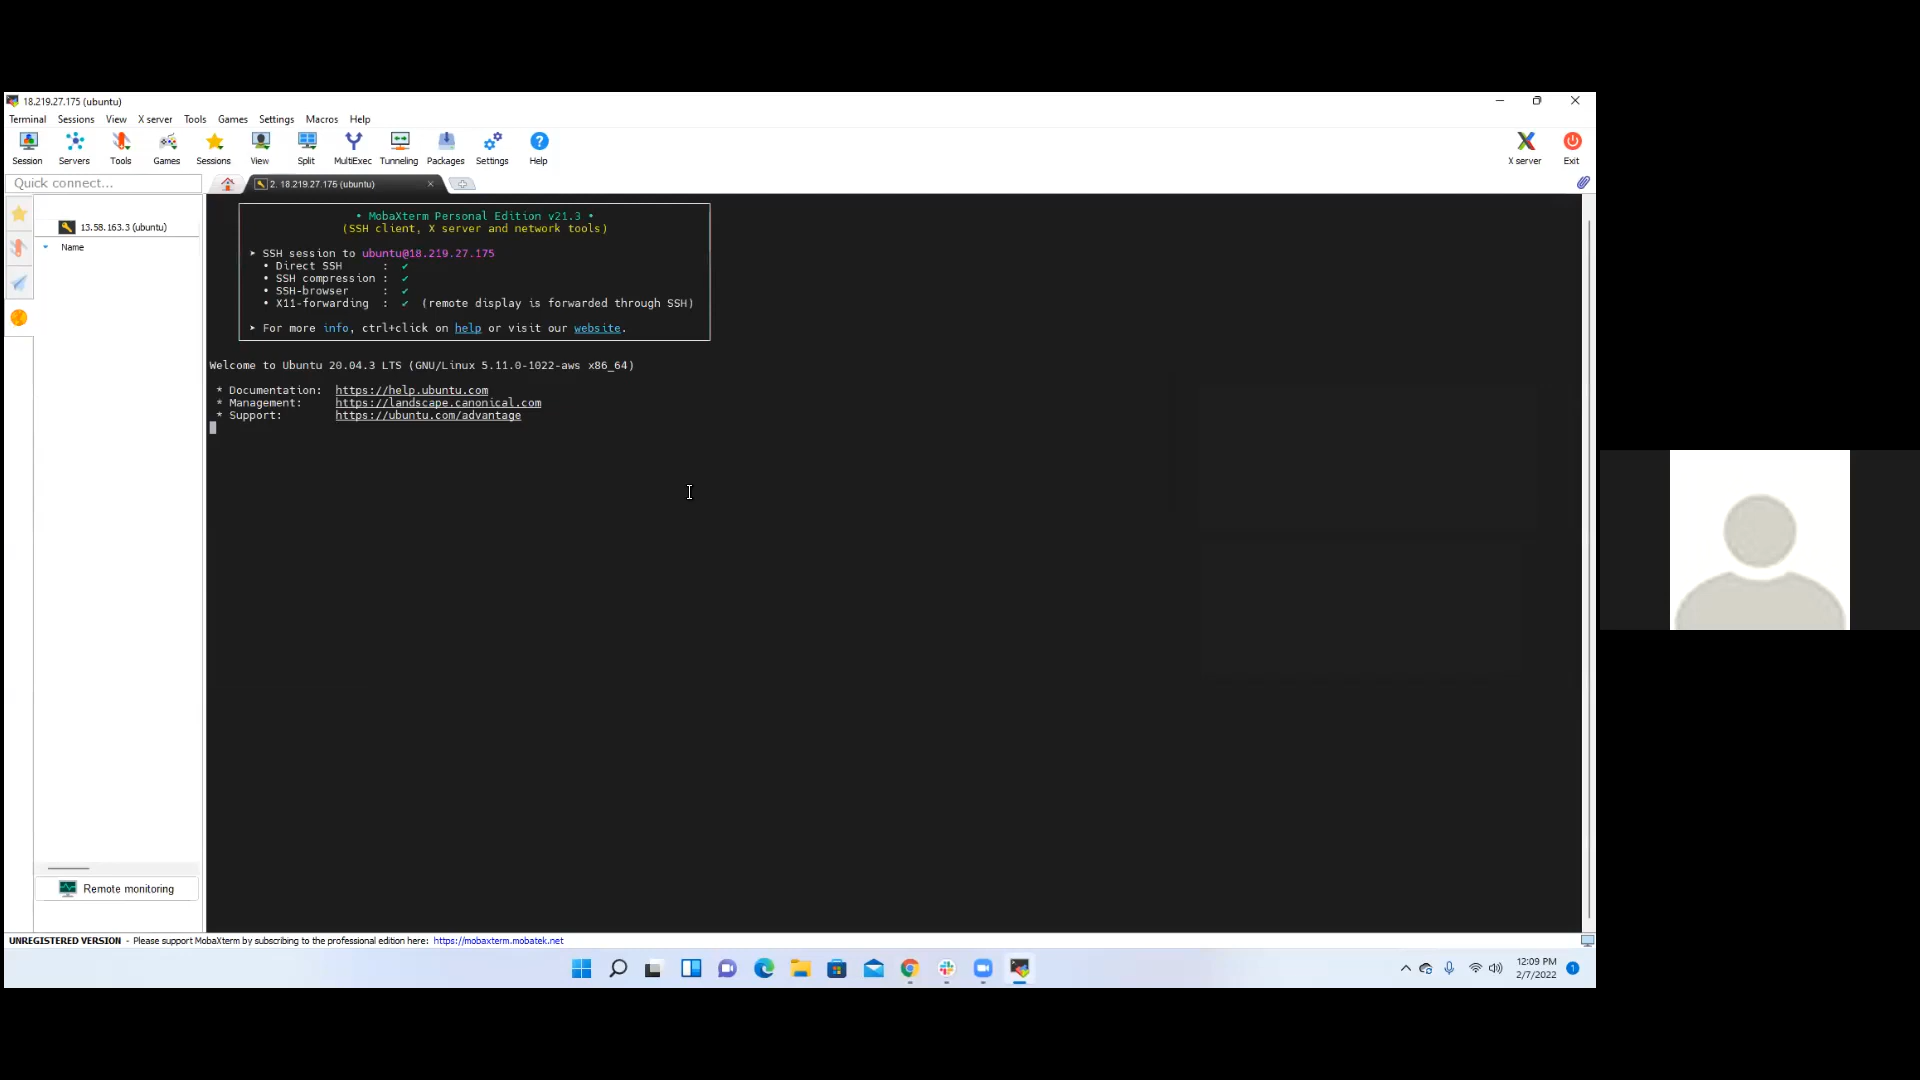 18.219.27.175 (ubuntu)
Terminal Sessions View X server Tools Games Settings Macros Help
Session Servers Tools Games Sessions View Split MultiExec Tunneling Packages Settings Help X server Exit
Quick connect...
2. 18.219.27.175 (ubuntu)
13.58.163.3 (ubuntu)
Name
• MobaXterm Personal Edition v21.3 •
(SSH client, X server and network tools)
➤ SSH session to ubuntu@18.219.27.175
• Direct SSH : ✔
• SSH compression : ✔
• SSH-browser : ✔
• X11-forwarding : ✔ (remote display is forwarded through SSH)
➤ For more info, ctrl+click on help or visit our website.
Welcome to Ubuntu 20.04.3 LTS (GNU/Linux 5.11.0-1022-aws x86_64)
* Documentation: https://help.ubuntu.com
* Management: https://landscape.canonical.com
* Support: https://ubuntu.com/advantage
Remote monitoring
UNREGISTERED VERSION - Please support MobaXterm by subscribing to the professional edition here: https://mobaxterm.mobatek.net
12:09 PM
2/7/2022
1